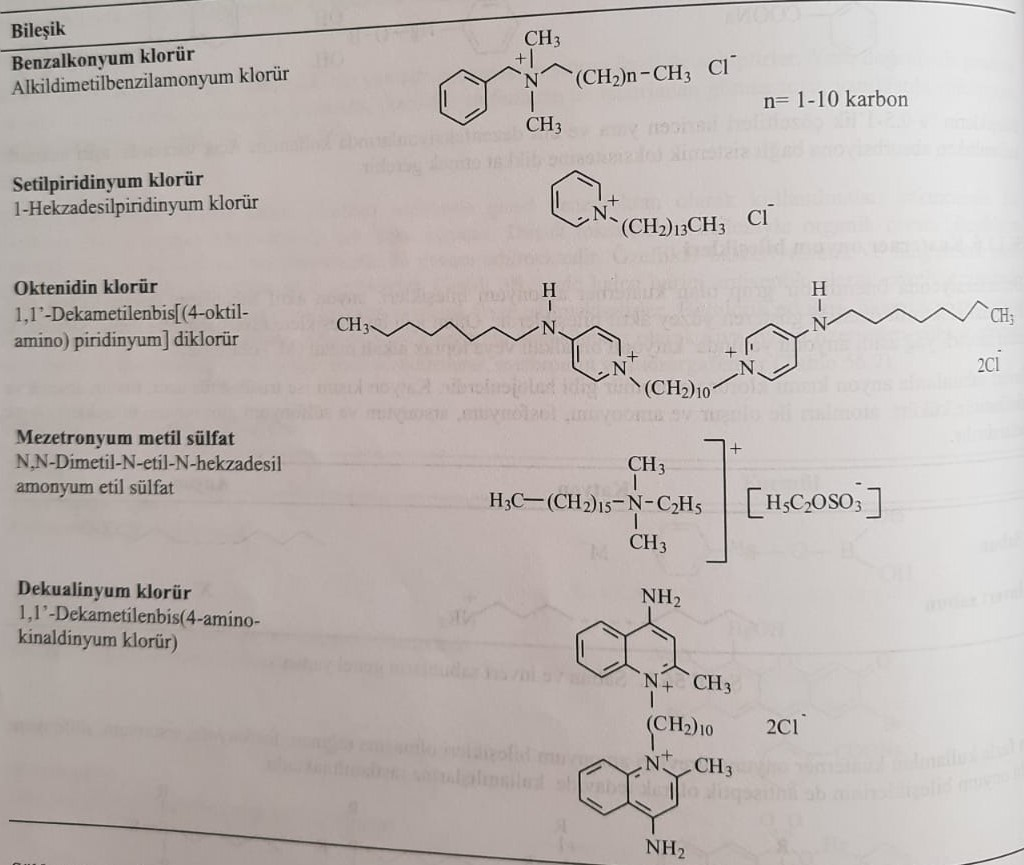 Bileşik
Benzalkonyum klorür
Alkildimetilbenzilamonyum klorür
CH3
+
N
(CH2)n-CH3 Cl-
CH3
n= 1-10 karbon
Setilpiridinyum klorür
1-Hekzadesilpiridinyum klorür
N+
(CH2)13CH3 Cl-
Oktenidin klorür
1,1'-Dekametilenbis[(4-oktil-
amino) piridinyum] diklorür
H
H
CH3
N
N
CH3
N+
+N
(CH2)10
2Cl-
Mezetronyum metil sülfat
N,N-Dimetil-N-etil-N-hekzadesil
amonyum etil sülfat
CH3
+
H3C-(CH2)15-N-C2H5
[H5C2OSO3-]
CH3
Dekualinyum klorür
1,1'-Dekametilenbis(4-amino-
kinaldinyum klorür)
NH2
N+ CH3
(CH2)10
2Cl-
N+ CH3
NH2